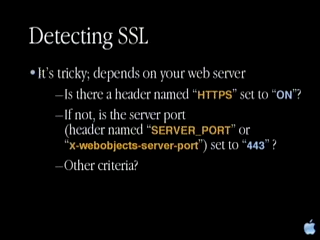 Detecting SSL
• It's tricky; depends on your web server
–Is there a header named “HTTPS” set to “ON”?
–If not, is the server port
(header named “SERVER_PORT” or
“x-webobjects-server-port”) set to “443” ?
–Other criteria?